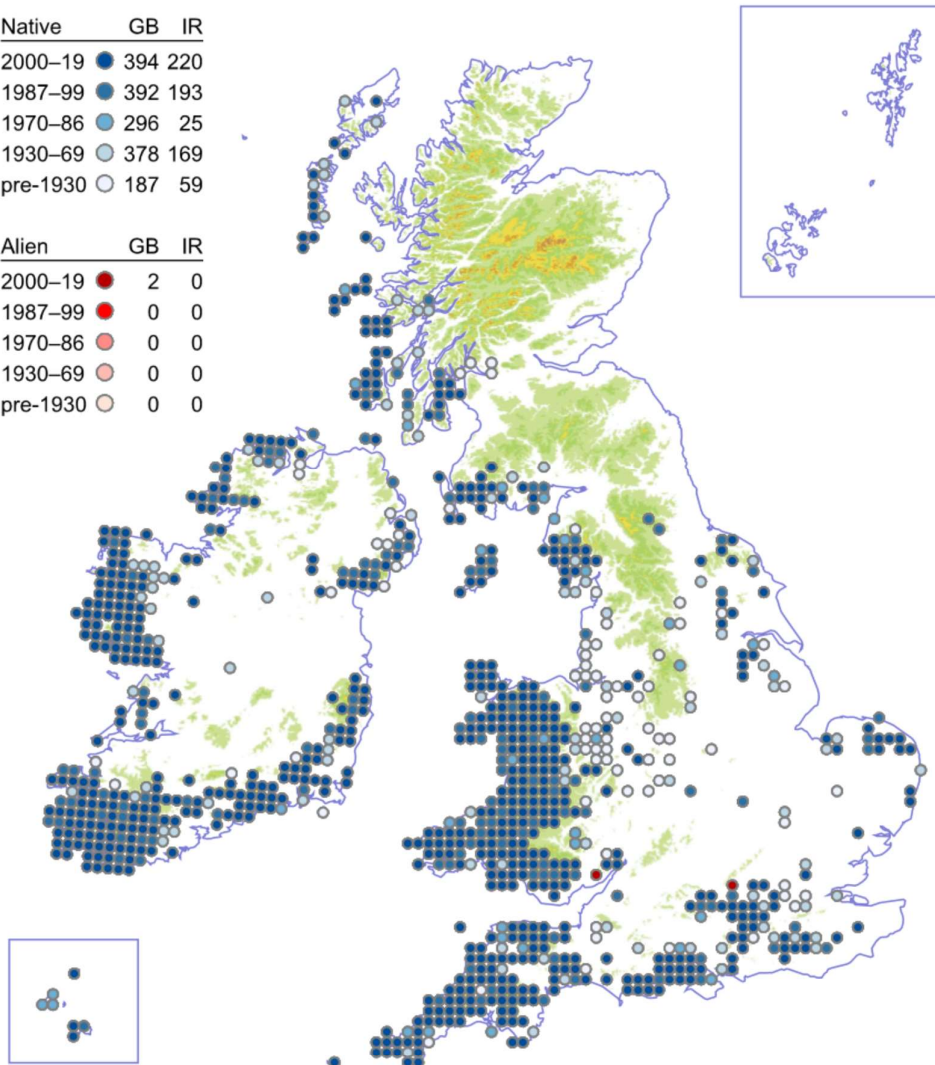 Native GB IR
2000–19 394 220
1987–99 392 193
1970–86 296 25
1930–69 378 169
pre-1930 187 59
Alien GB IR
2000–19 2 0
1987–99 0 0
1970–86 0 0
1930–69 0 0
pre-1930 0 0